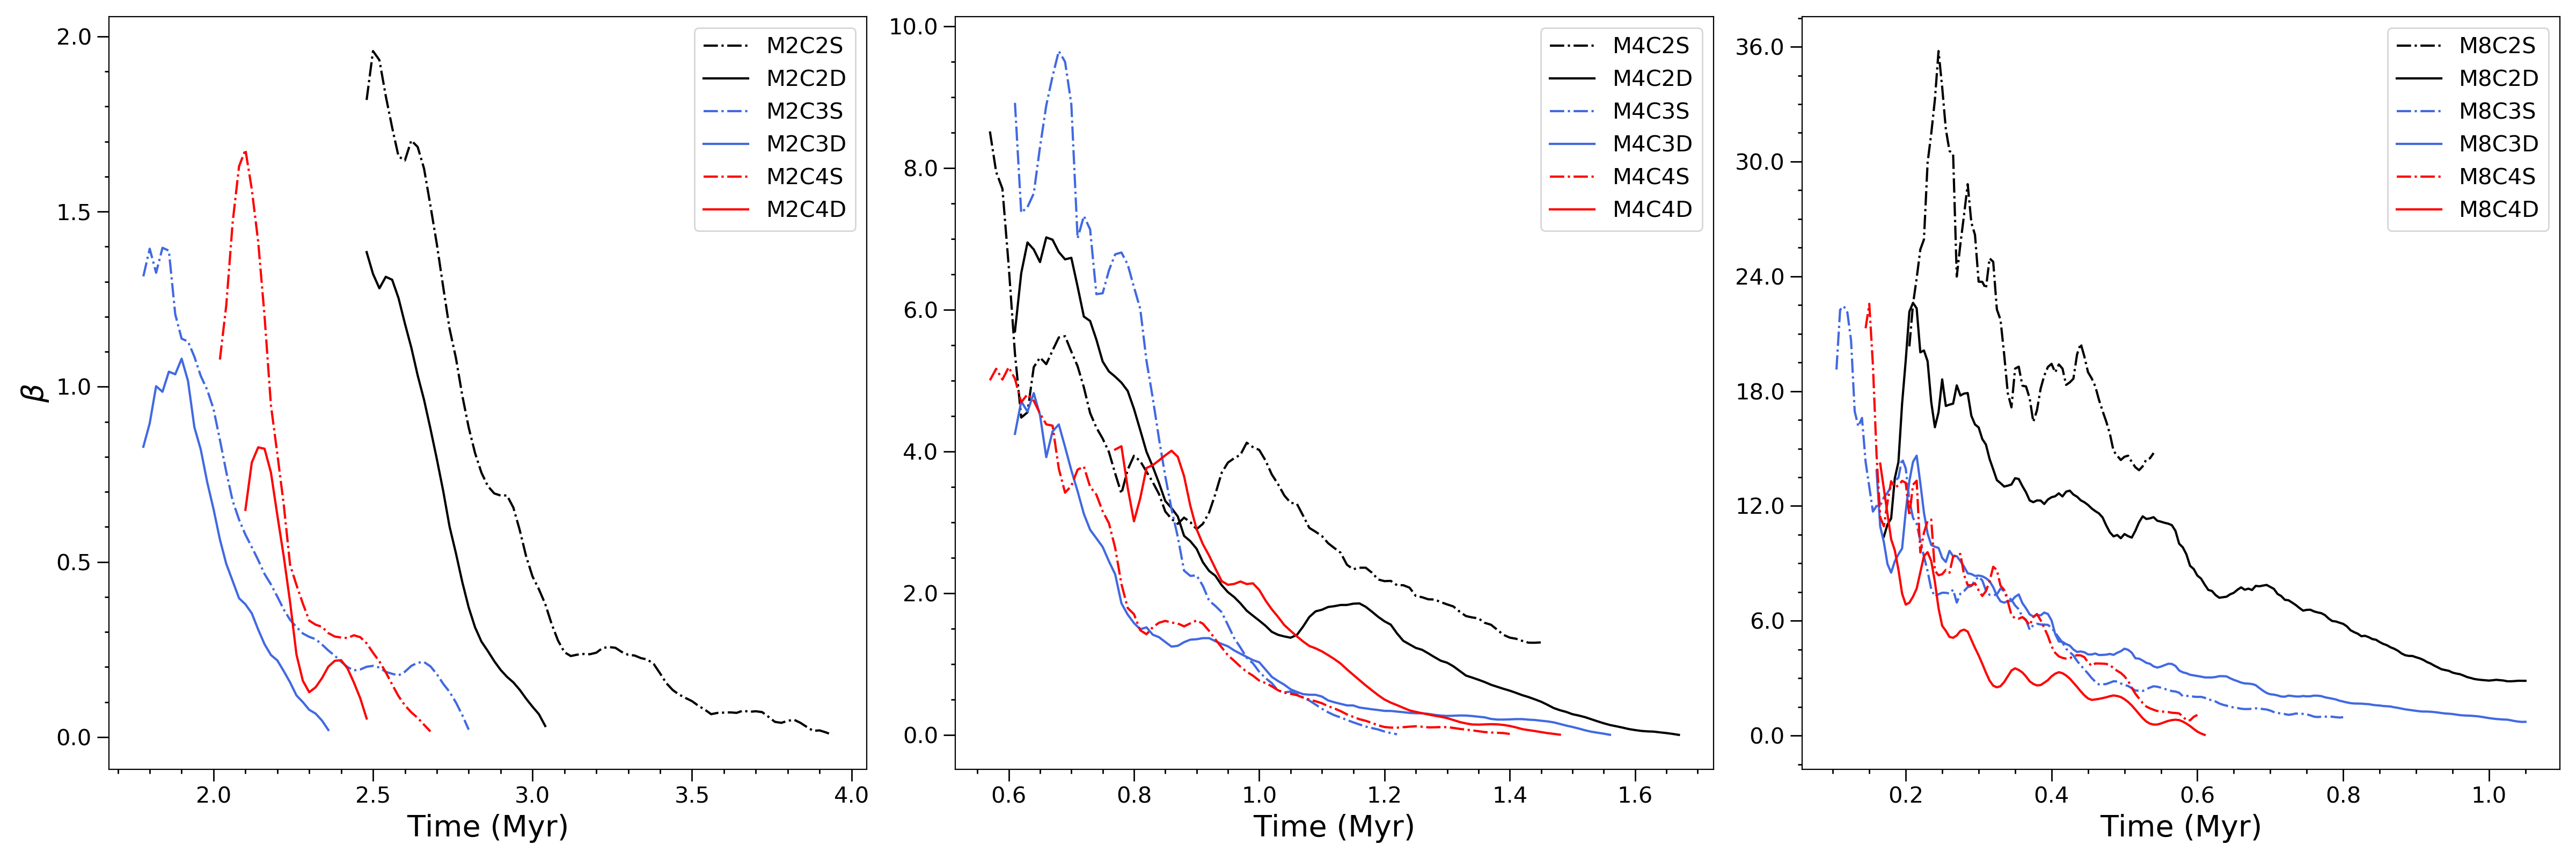 β
2.0
1.5
1.0
0.5
0.0
2.0 2.5 3.0 3.5 4.0
Time (Myr)
M2C2S
M2C2D
M2C3S
M2C3D
M2C4S
M2C4D
10.0
8.0
6.0
4.0
2.0
0.0
0.6 0.8 1.0 1.2 1.4 1.6
Time (Myr)
M4C2S
M4C2D
M4C3S
M4C3D
M4C4S
M4C4D
36.0
30.0
24.0
18.0
12.0
6.0
0.0
0.2 0.4 0.6 0.8 1.0
Time (Myr)
M8C2S
M8C2D
M8C3S
M8C3D
M8C4S
M8C4D